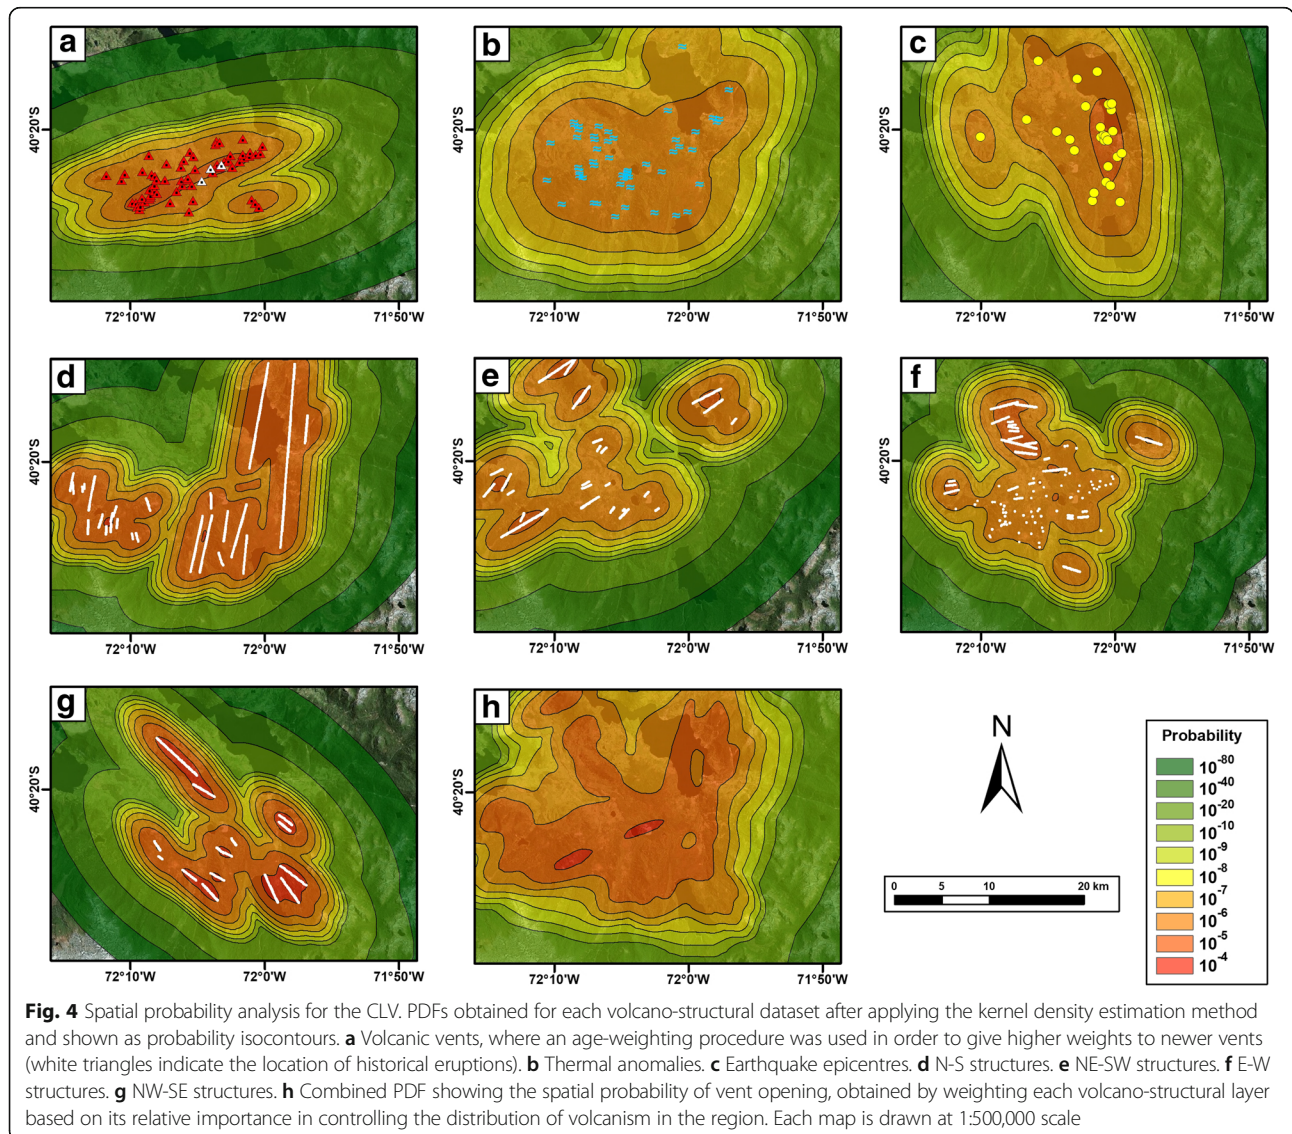 a
b
c
40°20'S
40°20'S
40°20'S
72°10'W
72°0'W
71°50'W
72°10'W
72°0'W
71°50'W
72°10'W
72°0'W
71°50'W
d
e
f
40°20'S
40°20'S
40°20'S
72°10'W
72°0'W
71°50'W
72°10'W
72°0'W
71°50'W
72°10'W
72°0'W
71°50'W
g
h
40°20'S
40°20'S
72°10'W
72°0'W
71°50'W
72°10'W
72°0'W
71°50'W
N
0 5 10 20 km
Probability
10-80
10-40
10-20
10-10
10-9
10-8
10-7
10-6
10-5
10-4
Fig. 4 Spatial probability analysis for the CLV. PDFs obtained for each volcano-structural dataset after applying the kernel density estimation method
and shown as probability isocontours. a Volcanic vents, where an age-weighting procedure was used in order to give higher weights to newer vents
(white triangles indicate the location of historical eruptions). b Thermal anomalies. c Earthquake epicentres. d N-S structures. e NE-SW structures. f E-W
structures. g NW-SE structures. h Combined PDF showing the spatial probability of vent opening, obtained by weighting each volcano-structural layer
based on its relative importance in controlling the distribution of volcanism in the region. Each map is drawn at 1:500,000 scale